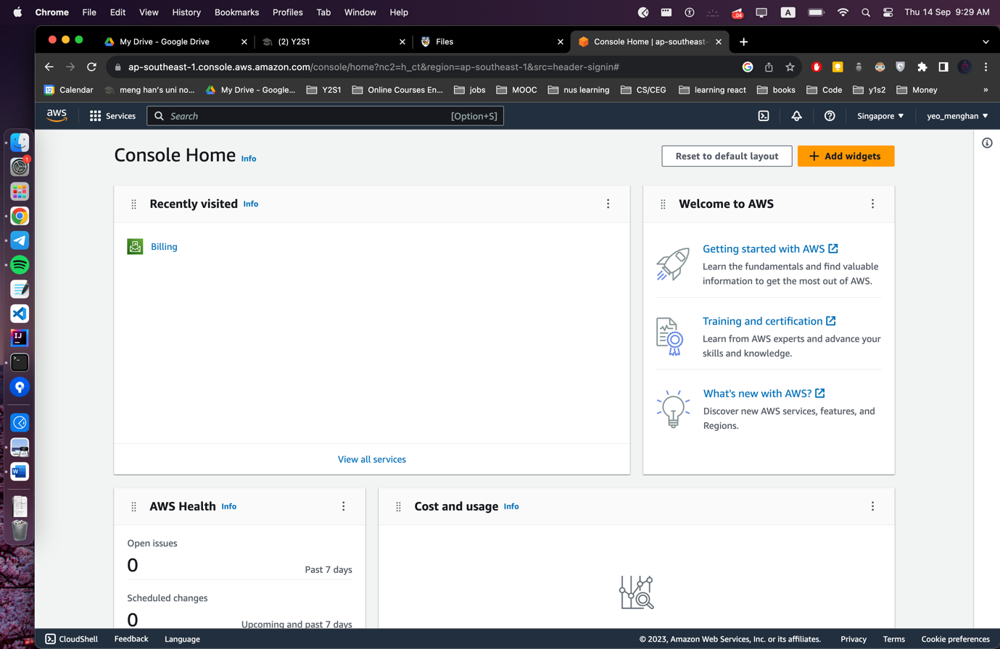 Chrome File Edit View History Bookmarks Profiles Tab Window Help A Thu 14 Sep 9:29 AM
My Drive - Google Drive (2) Y2S1 Files Console Home | ap-southeast-
ap-southeast-1.console.aws.amazon.com/console/home?nc2=h_ct&region=ap-southeast-1&src=header-signin#
12 Calendar meng han's uni no... My Drive - Google... Y2S1 Online Courses En... jobs MOOC nus learning CS/CEG learning react books Code y1s2 Money »
aws Services Search [Option+S] Singapore yeo_menghan
Console Home Info Reset to default layout + Add widgets
Recently visited Info
Billing
View all services
Welcome to AWS
Getting started with AWS
Learn the fundamentals and find valuable
information to get the most out of AWS.
Training and certification
Learn from AWS experts and advance your
skills and knowledge.
What's new with AWS?
Discover new AWS services, features, and
Regions.
AWS Health Info
Open issues
0 Past 7 days
Scheduled changes
0 Upcoming and past 7 days
Cost and usage Info
CloudShell Feedback Language © 2023, Amazon Web Services, Inc. or its affiliates. Privacy Terms Cookie preferences